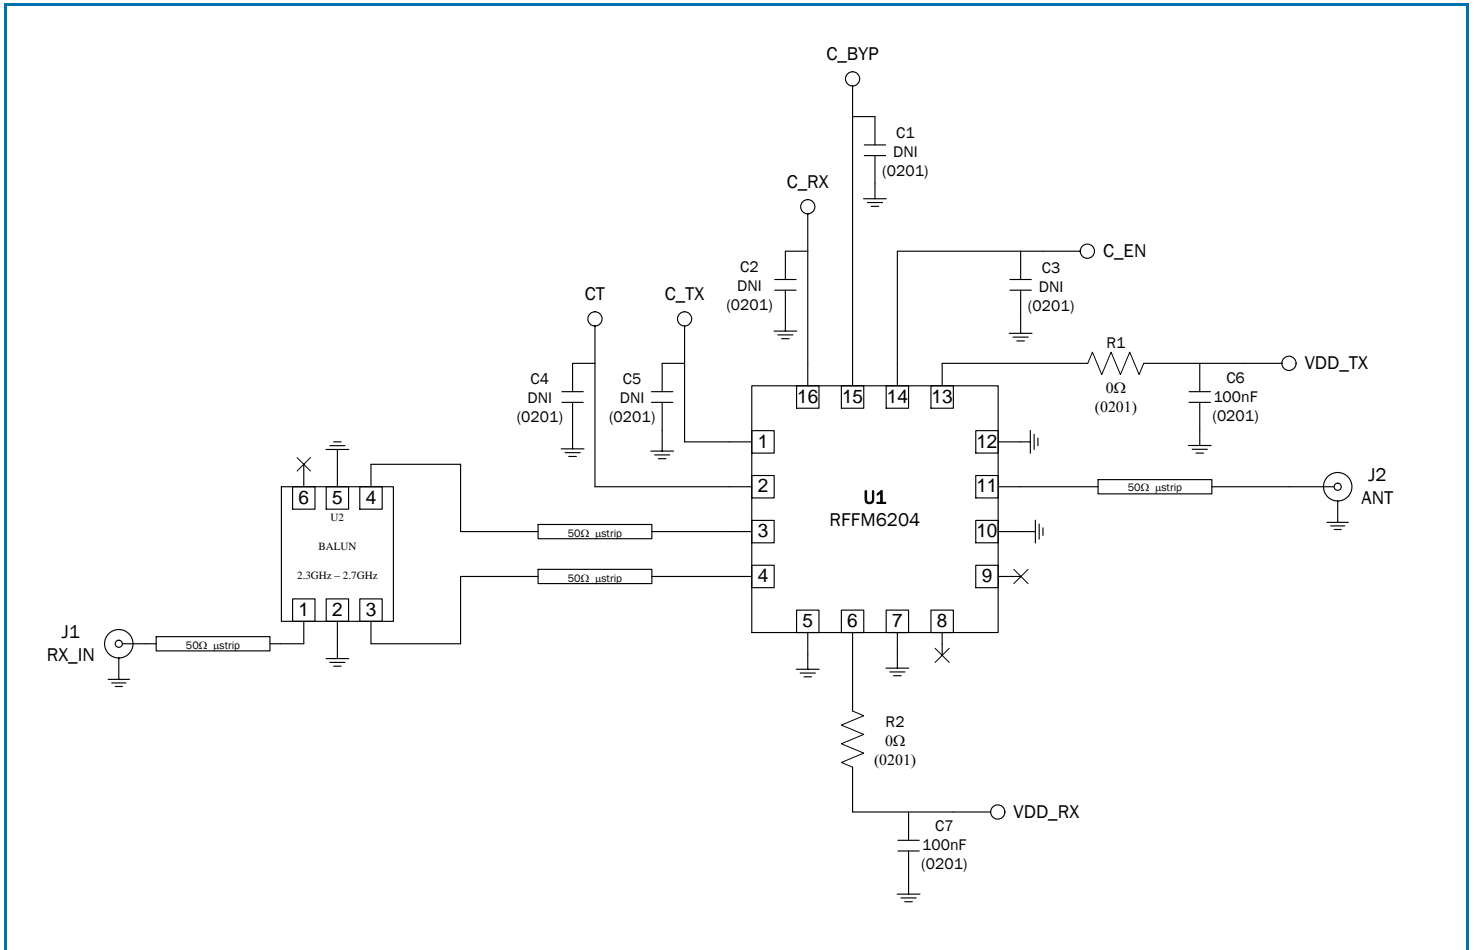 C_BYP
C1
DNI
(0201)
C_RX
C2
DNI
(0201)
C_EN
C3
DNI
(0201)
CT
C_TX
C4
DNI
(0201)
C5
DNI
(0201)
R1
0Ω
(0201)
VDD_TX
C6
100nF
(0201)
16
15
14
13
1
2
3
4
12
11
10
9
U1
RFFM6204
5
6
7
8
50Ω µstrip
J2
ANT
6
5
4
U2
BALUN
2.3GHz – 2.7GHz
1
2
3
50Ω µstrip
50Ω µstrip
J1
RX_IN
50Ω µstrip
R2
0Ω
(0201)
VDD_RX
C7
100nF
(0201)